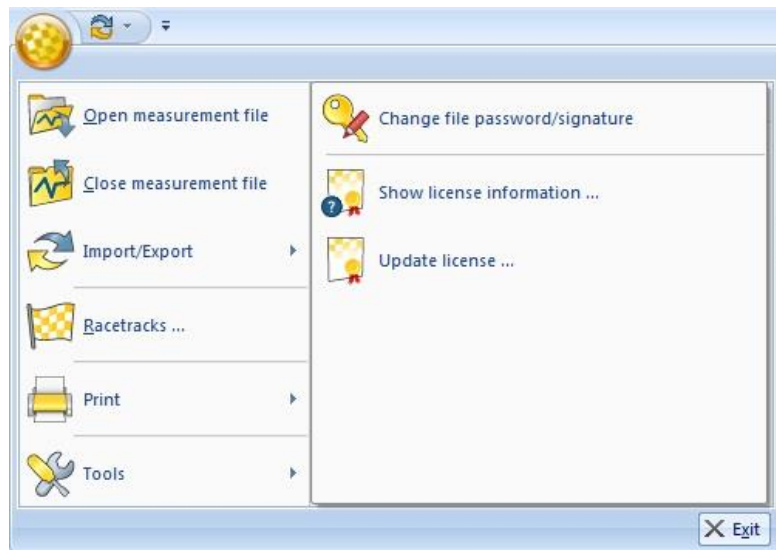 Open measurement file
Close measurement file
Import/Export
Racetracks ...
Print
Tools
Change file password/signature
Show license information ...
Update license ...
Exit